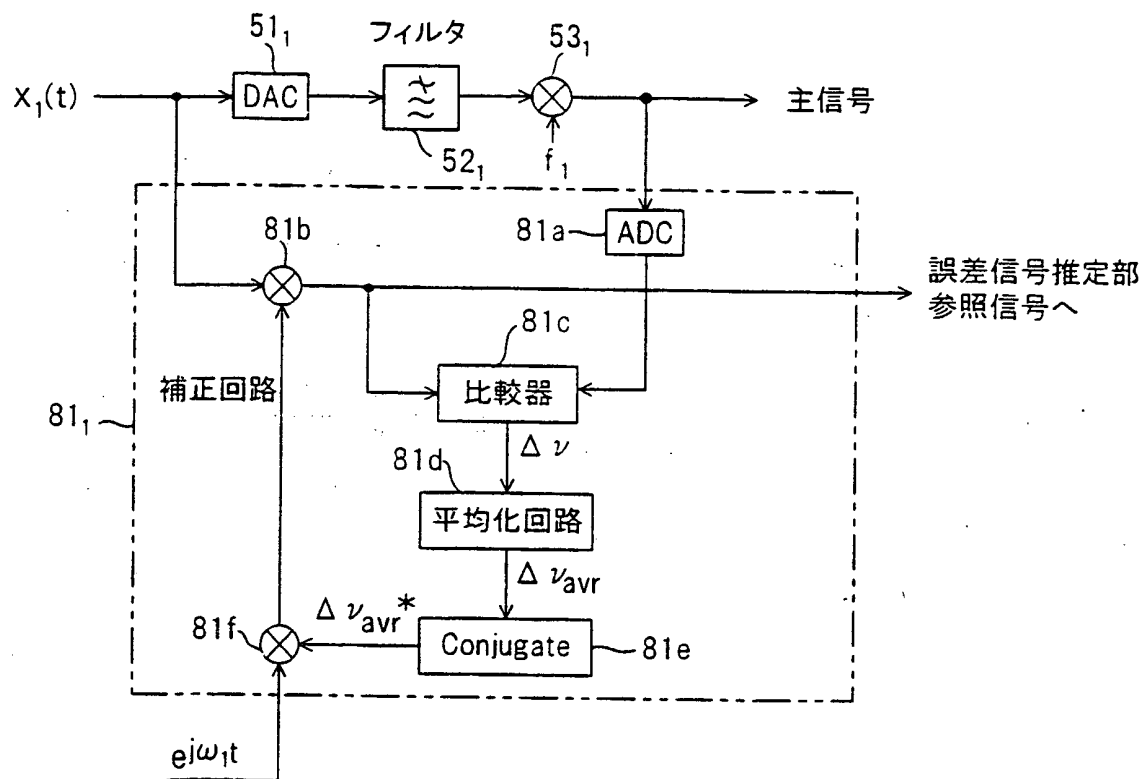 51₁
フィルタ
53₁
X₁(t)
DAC
主信号
52₁
f₁
81b
81a
ADC
誤差信号推定部
参照信号へ
81c
補正回路
比較器
81₁
Δν
81d
平均化回路
Δν_avr
Δν_avr*
81f
Conjugate
81e
e^jω₁t